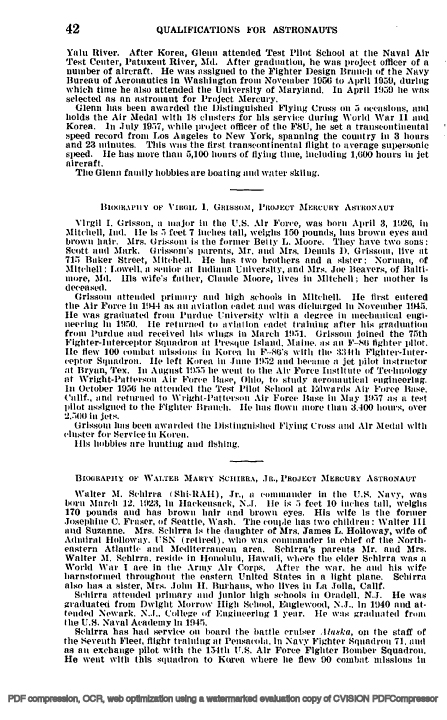 42 QUALIFICATIONS FOR ASTRONAUTS
Yalu River. After Korea, Glenn attended Test Pilot School at the Naval Air
Test Center, Patuxent River, Md. After graduation, he was project officer of a
number of aircraft. He was assigned to the Fighter Design Branch of the Navy
Bureau of Aeronautics in Washington from November 1956 to April 1959, during
which time he also attended the University of Maryland. In April 1959 he was
selected as an astronaut for Project Mercury.
Glenn has been awarded the Distinguished Flying Cross on 5 occasions, and
holds the Air Medal with 18 clusters for his service during World War II and
Korea. In July 1957, while project officer of the F8U, he set a transcontinental
speed record from Los Angeles to New York, spanning the country in 3 hours
and 23 minutes. This was the first transcontinental flight to average supersonic
speed. He has more than 5,100 hours of flying time, including 1,600 hours in jet
aircraft.
The Glenn family hobbies are boating and water skiing.
BIOGRAPHY OF VIRGIL I. GRISSOM, PROJECT MERCURY ASTRONAUT
Virgil I. Grissom, a major in the U.S. Air Force, was born April 3, 1926, in
Mitchell, Ind. He is 5 feet 7 inches tall, weighs 150 pounds, has brown eyes and
brown hair. Mrs. Grissom is the former Betty L. Moore. They have two sons:
Scott and Mark. Grissom's parents, Mr. and Mrs. Dennis D. Grissom, live at
715 Baker Street, Mitchell. He has two brothers and a sister: Norman, of
Mitchell; Lowell, a senior at Indiana University, and Mrs. Joe Beavers, of Balti-
more, Md. His wife's father, Claude Moore, lives in Mitchell; her mother is
deceased.
Grissom attended primary and high schools in Mitchell. He first entered
the Air Force in 1944 as an aviation cadet and was discharged in November 1945.
He was graduated from Purdue University with a degree in mechanical engi-
neering in 1950. He returned to aviation cadet training after his graduation
from Purdue and received his wings in March 1951. Grissom joined the 75th
Fighter-Interceptor Squadron at Presque Island, Maine, as an F-86 fighter pilot.
He flew 100 combat missions in Korea in F-86's with the 334th Fighter-Inter-
ceptor Squadron. He left Korea in June 1952 and became a jet pilot instructor
at Bryan, Tex. In August 1955 he went to the Air Force Institute of Technology
at Wright-Patterson Air Force Base, Ohio, to study aeronautical engineering.
In October 1956 he attended the Test Pilot School at Edwards Air Force Base,
Calif., and returned to Wright-Patterson Air Force Base in May 1957 as a test
pilot assigned to the Fighter Branch. He has flown more than 3,400 hours, over
2,500 in jets.
Grissom has been awarded the Distinguished Flying Cross and Air Medal with
cluster for Service in Korea.
His hobbies are hunting and fishing.
BIOGRAPHY OF WALTER MARTY SCHIRRA, JR., PROJECT MERCURY ASTRONAUT
Walter M. Schirra (Shi-RAH), Jr., a commander in the U.S. Navy, was
born March 12, 1923, in Hackensack, N.J. He is 5 feet 10 inches tall, weighs
170 pounds and has brown hair and brown eyes. His wife is the former
Josephine C. Fraser, of Seattle, Wash. The couple has two children: Walter III
and Suzanne. Mrs. Schirra is the daughter of Mrs. James L. Holloway, wife of
Admiral Holloway, USN (retired), who was commander in chief of the North-
eastern Atlantic and Mediterranean area. Schirra's parents Mr. and Mrs.
Walter M. Schirra, reside in Honolulu, Hawaii, where the elder Schirra was a
World War I ace in the Army Air Corps. After the war, he and his wife
barnstormed throughout the eastern United States in a light plane. Schirra
also has a sister, Mrs. John H. Burhans, who lives in La Jolla, Calif.
Schirra attended primary and junior high schools in Oradell, N.J. He was
graduated from Dwight Morrow High School, Englewood, N.J., in 1940 and at-
tended Newark, N.J., College of Engineering 1 year. He was graduated from
the U.S. Naval Academy in 1945.
Schirra has had service on board the battle cruiser Alaska, on the staff of
the Seventh Fleet, flight training at Pensacola, in Navy Fighter Squadron 71, and
as an exchange pilot with the 154th U.S. Air Force Fighter Bomber Squadron.
He went with this squadron to Korea where he flew 90 combat missions in
PDF compression, OCR, web optimization using a watermarked evaluation copy of CVISION PDFCompressor